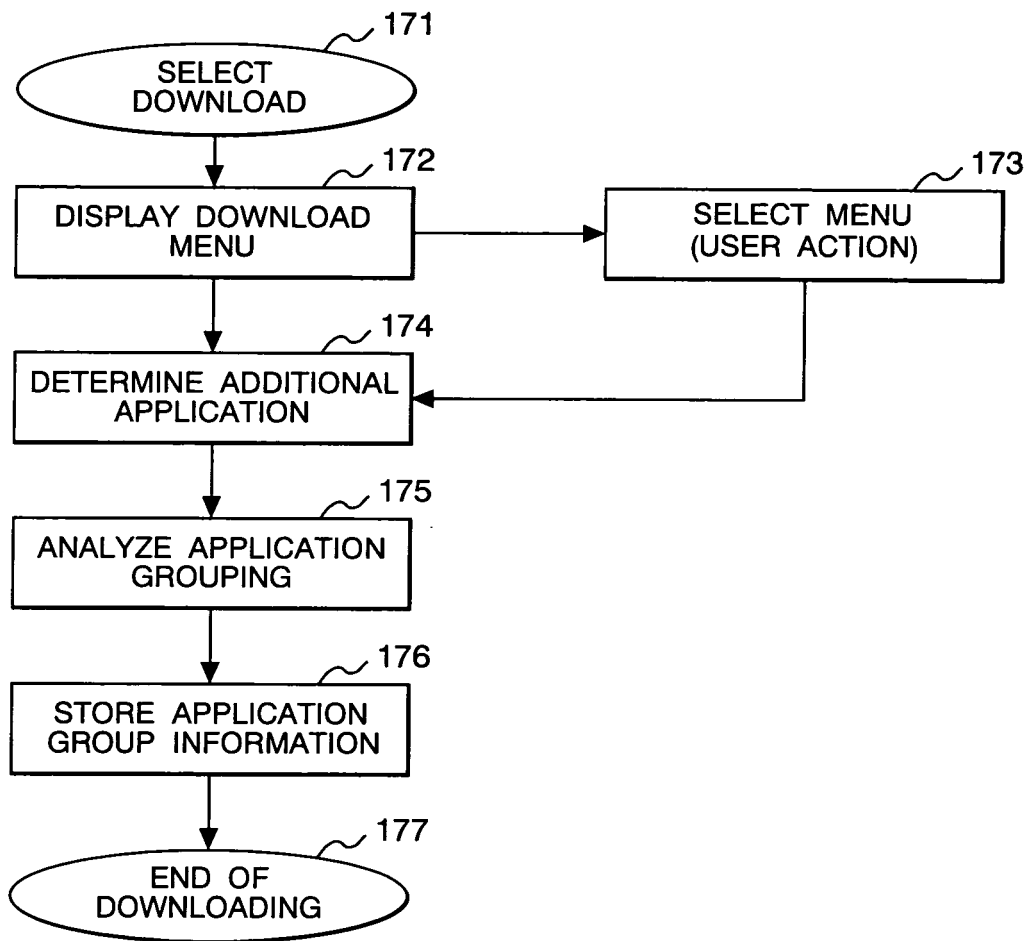 171
SELECT
DOWNLOAD
172
DISPLAY DOWNLOAD
MENU
173
SELECT MENU
(USER ACTION)
174
DETERMINE ADDITIONAL
APPLICATION
175
ANALYZE APPLICATION
GROUPING
176
STORE APPLICATION
GROUP INFORMATION
177
END OF
DOWNLOADING